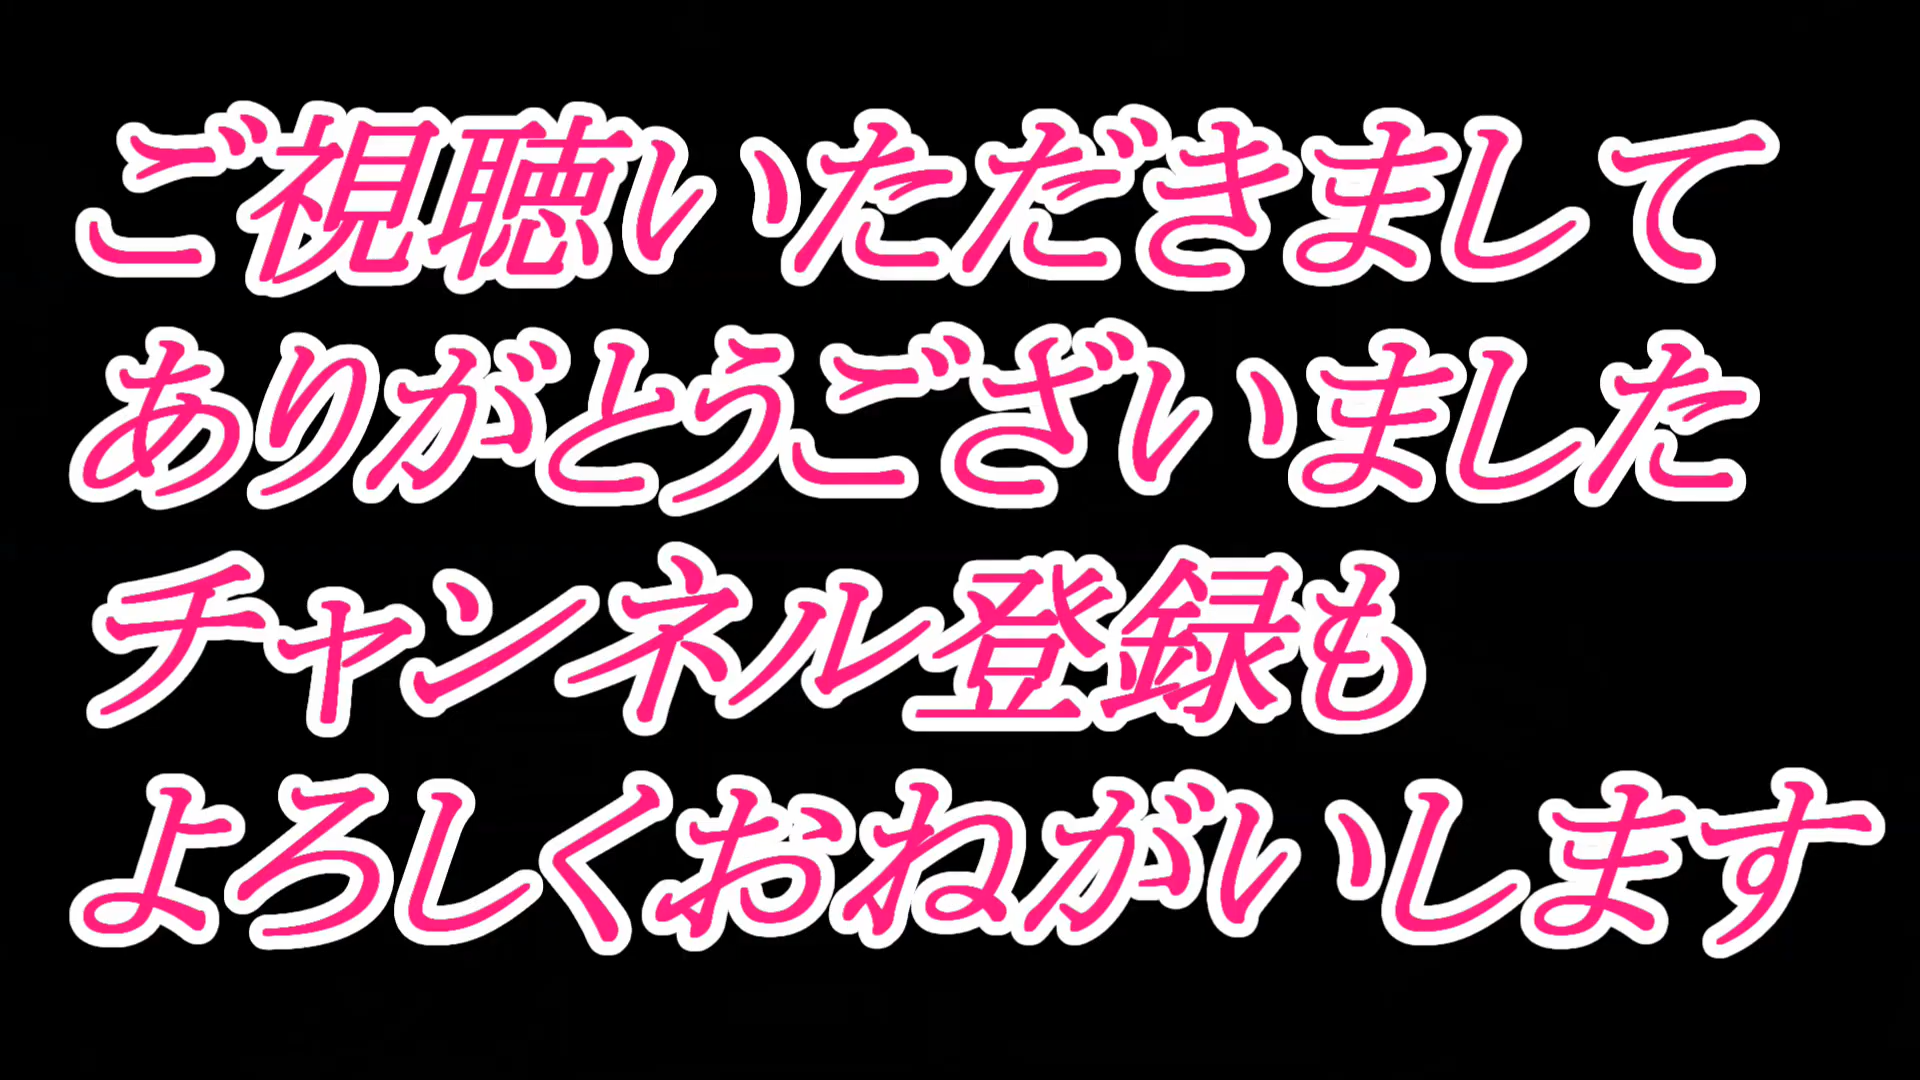 ご視聴いただきまして
ありがとうございました
チャンネル登録も
よろしくおねがいします